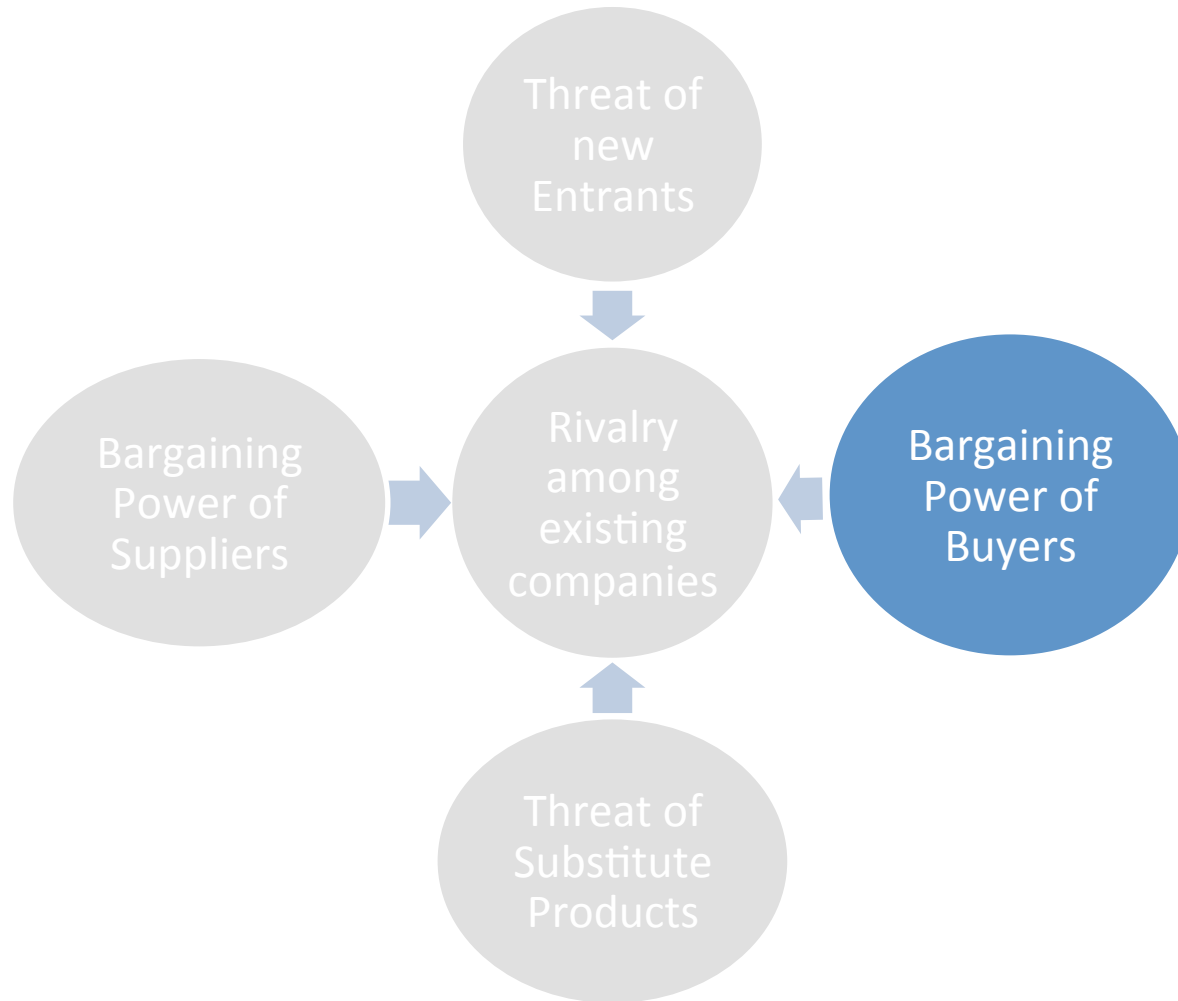 Threat of
new
Entrants
Bargaining
Power of
Suppliers
Rivalry
among
existing
companies
Bargaining
Power of
Buyers
Threat of
Substitute
Products